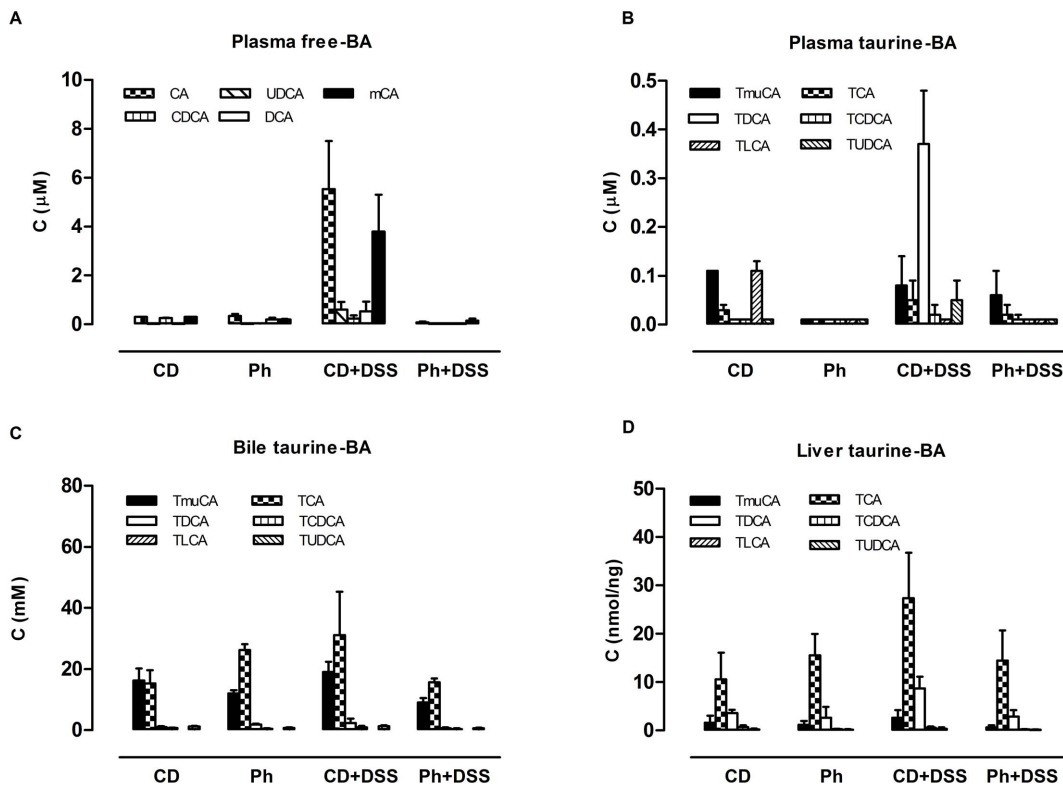 A
Plasma free-BA
C (μM)
10
8
6
4
2
0
CA
UDCA
mCA
CDCA
DCA
CD
Ph
CD+DSS
Ph+DSS
B
Plasma taurine-BA
C (μM)
0.5
0.4
0.3
0.2
0.1
0.0
TmuCA
TCA
TDCA
TCDCA
TLCA
TUDCA
CD
Ph
CD+DSS
Ph+DSS
C
Bile taurine-BA
C (mM)
80
60
40
20
0
TmuCA
TCA
TDCA
TCDCA
TLCA
TUDCA
CD
Ph
CD+DSS
Ph+DSS
D
Liver taurine-BA
C (nmol/ng)
50
40
30
20
10
0
TmuCA
TCA
TDCA
TCDCA
TLCA
TUDCA
CD
Ph
CD+DSS
Ph+DSS